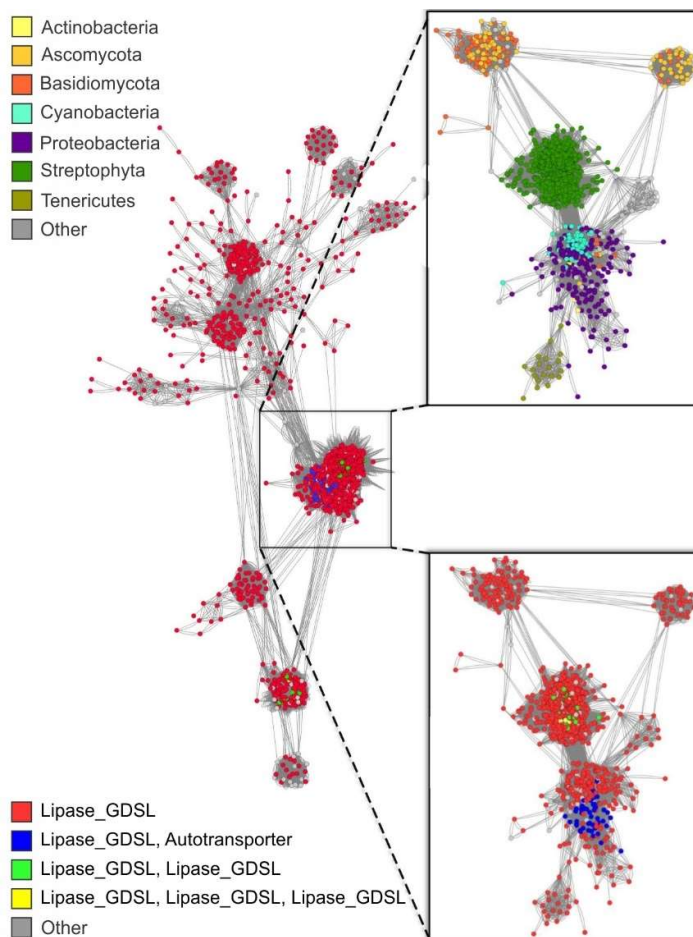 Actinobacteria
Ascomycota
Basidiomycota
Cyanobacteria
Proteobacteria
Streptophyta
Tenericutes
Other
Lipase_GDSL
Lipase_GDSL, Autotransporter
Lipase_GDSL, Lipase_GDSL
Lipase_GDSL, Lipase_GDSL, Lipase_GDSL
Other